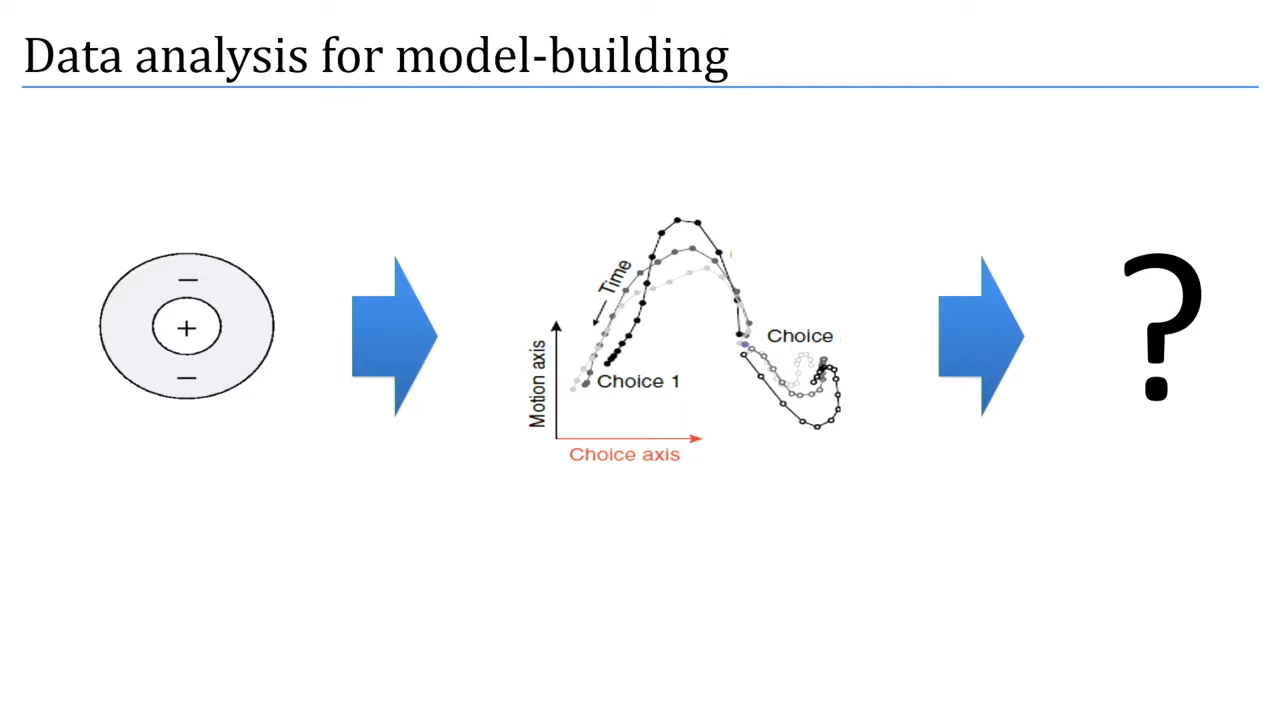 Data analysis for model-building
−
+
−
Time
Motion axis
Choice 1
Choice axis
Choice
?